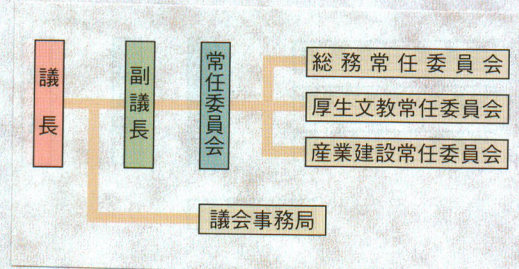 議長
副議長
常任委員会
総務常任委員会
厚生文教常任委員会
産業建設常任委員会
議会事務局